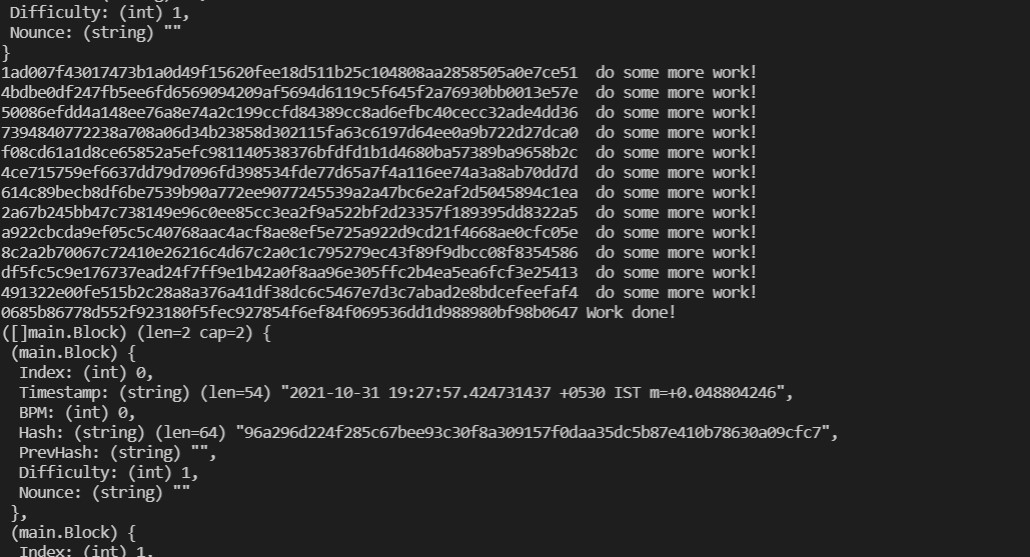 Difficulty: (int) 1,
Nounce: (string) ""
}
1ad007f43017473b1a0d49f15620fee18d511b25c104808aa2858505a0e7ce51 do some more work!
4bdbe0df247fb5ee6fd6569094209af5694d6119c5f645f2a76930bb0013e57e do some more work!
50086efdd4a148ee76a8e74a2c199ccfd84389cc8ad6efbc40cecc32ade4dd36 do some more work!
7394840772238a708a06d34b23858d302115fa63c6197d64ee0a9b722d27dca0 do some more work!
f08cd61a1d8ce65852a5efc981140538376bfdfd1b1d4680ba57389ba9658b2c do some more work!
4ce715759ef6637dd79d7096fd398534fde77d65a7f4a116ee74a3a8ab70dd7d do some more work!
614c89becb8df6be7539b90a772ee9077245539a2a47bc6e2af2d5045894c1ea do some more work!
2a67b245bb47c738149e96c0ee85cc3ea2f9a522bf2d23357f189395dd8322a5 do some more work!
a922cbcda9ef05c5c40768aac4acf8ae8ef5e725a922d9cd21f4668ae0cfc05e do some more work!
8c2a2b70067c72410e26216c4d67c2a0c1c795279ec43f89f9dbcc08f8354586 do some more work!
df5fc5c9e176737ead24f7ff9e1b42a0f8aa96e305ffc2b4ea5ea6fcf3e25413 do some more work!
491322e00fe515b2c28a8a376a41df38dc6c5467e7d3c7abad2e8bdcefeefaf4 do some more work!
0685b86778d552f923180f5fec927854f6ef84f069536dd1d988980bf98b0647 Work done!
([]main.Block) (len=2 cap=2) {
(main.Block) {
Index: (int) 0,
Timestamp: (string) (len=54) "2021-10-31 19:27:57.424731437 +0530 IST m=+0.048804246",
BPM: (int) 0,
Hash: (string) (len=64) "96a296d224f285c67bee93c30f8a309157f0daa35dc5b87e410b78630a09cfc7",
PrevHash: (string) "",
Difficulty: (int) 1,
Nounce: (string) ""
},
(main.Block) {
Index: (int) 1,